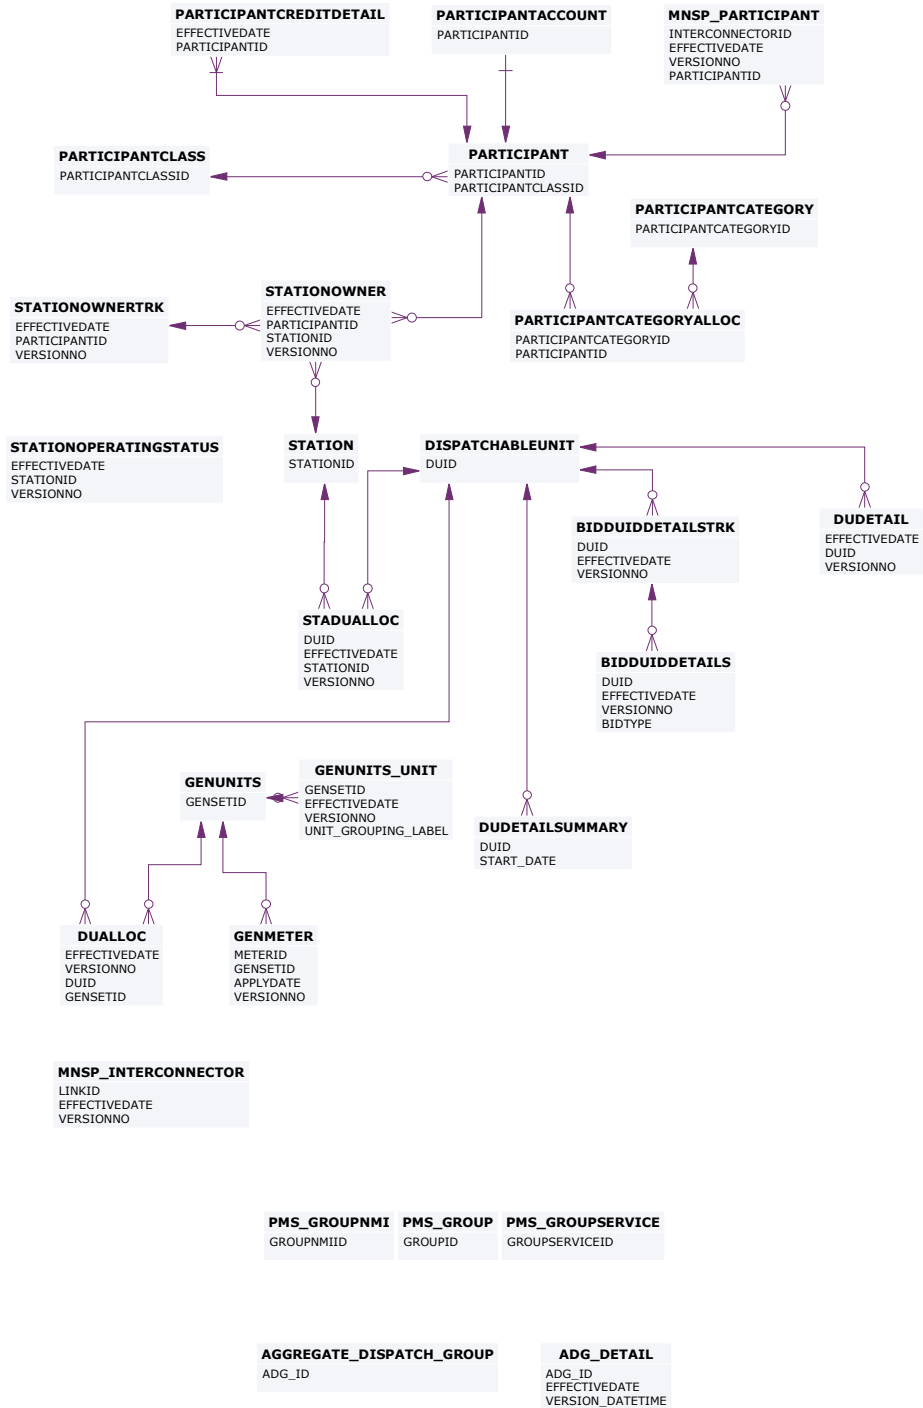 PARTICIPANTCREDITDETAIL
EFFECTIVEDATE
PARTICIPANTID
PARTICIPANTACCOUNT
PARTICIPANTID
MNSP_PARTICIPANT
INTERCONNECTORID
EFFECTIVEDATE
VERSIONNO
PARTICIPANTID
PARTICIPANTCLASS
PARTICIPANTCLASSID
PARTICIPANT
PARTICIPANTID
PARTICIPANTCLASSID
PARTICIPANTCATEGORY
PARTICIPANTCATEGORYID
STATIONOWNERTRK
EFFECTIVEDATE
PARTICIPANTID
VERSIONNO
STATIONOWNER
EFFECTIVEDATE
PARTICIPANTID
STATIONID
VERSIONNO
PARTICIPANTCATEGORYALLOC
PARTICIPANTCATEGORYID
PARTICIPANTID
STATIONOPERATINGSTATUS
EFFECTIVEDATE
STATIONID
VERSIONNO
STATION
STATIONID
DISPATCHABLEUNIT
DUID
BIDDUIDDETAILSTRK
DUID
EFFECTIVEDATE
VERSIONNO
DUDETAIL
EFFECTIVEDATE
DUID
VERSIONNO
STADUALLOC
DUID
EFFECTIVEDATE
STATIONID
VERSIONNO
BIDDUIDDETAILS
DUID
EFFECTIVEDATE
VERSIONNO
BIDTYPE
GENUNITS
GENSETID
GENUNITS_UNIT
GENSETID
EFFECTIVEDATE
VERSIONNO
UNIT_GROUPING_LABEL
DUDETAILSUMMARY
DUID
START_DATE
DUALLOC
EFFECTIVEDATE
VERSIONNO
DUID
GENSETID
GENMETER
METERID
GENSETID
APPLYDATE
VERSIONNO
MNSP_INTERCONNECTOR
LINKID
EFFECTIVEDATE
VERSIONNO
PMS_GROUPNMI
GROUPNMIID
PMS_GROUP
GROUPID
PMS_GROUPSERVICE
GROUPSERVICEID
AGGREGATE_DISPATCH_GROUP
ADG_ID
ADG_DETAIL
ADG_ID
EFFECTIVEDATE
VERSION_DATETIME